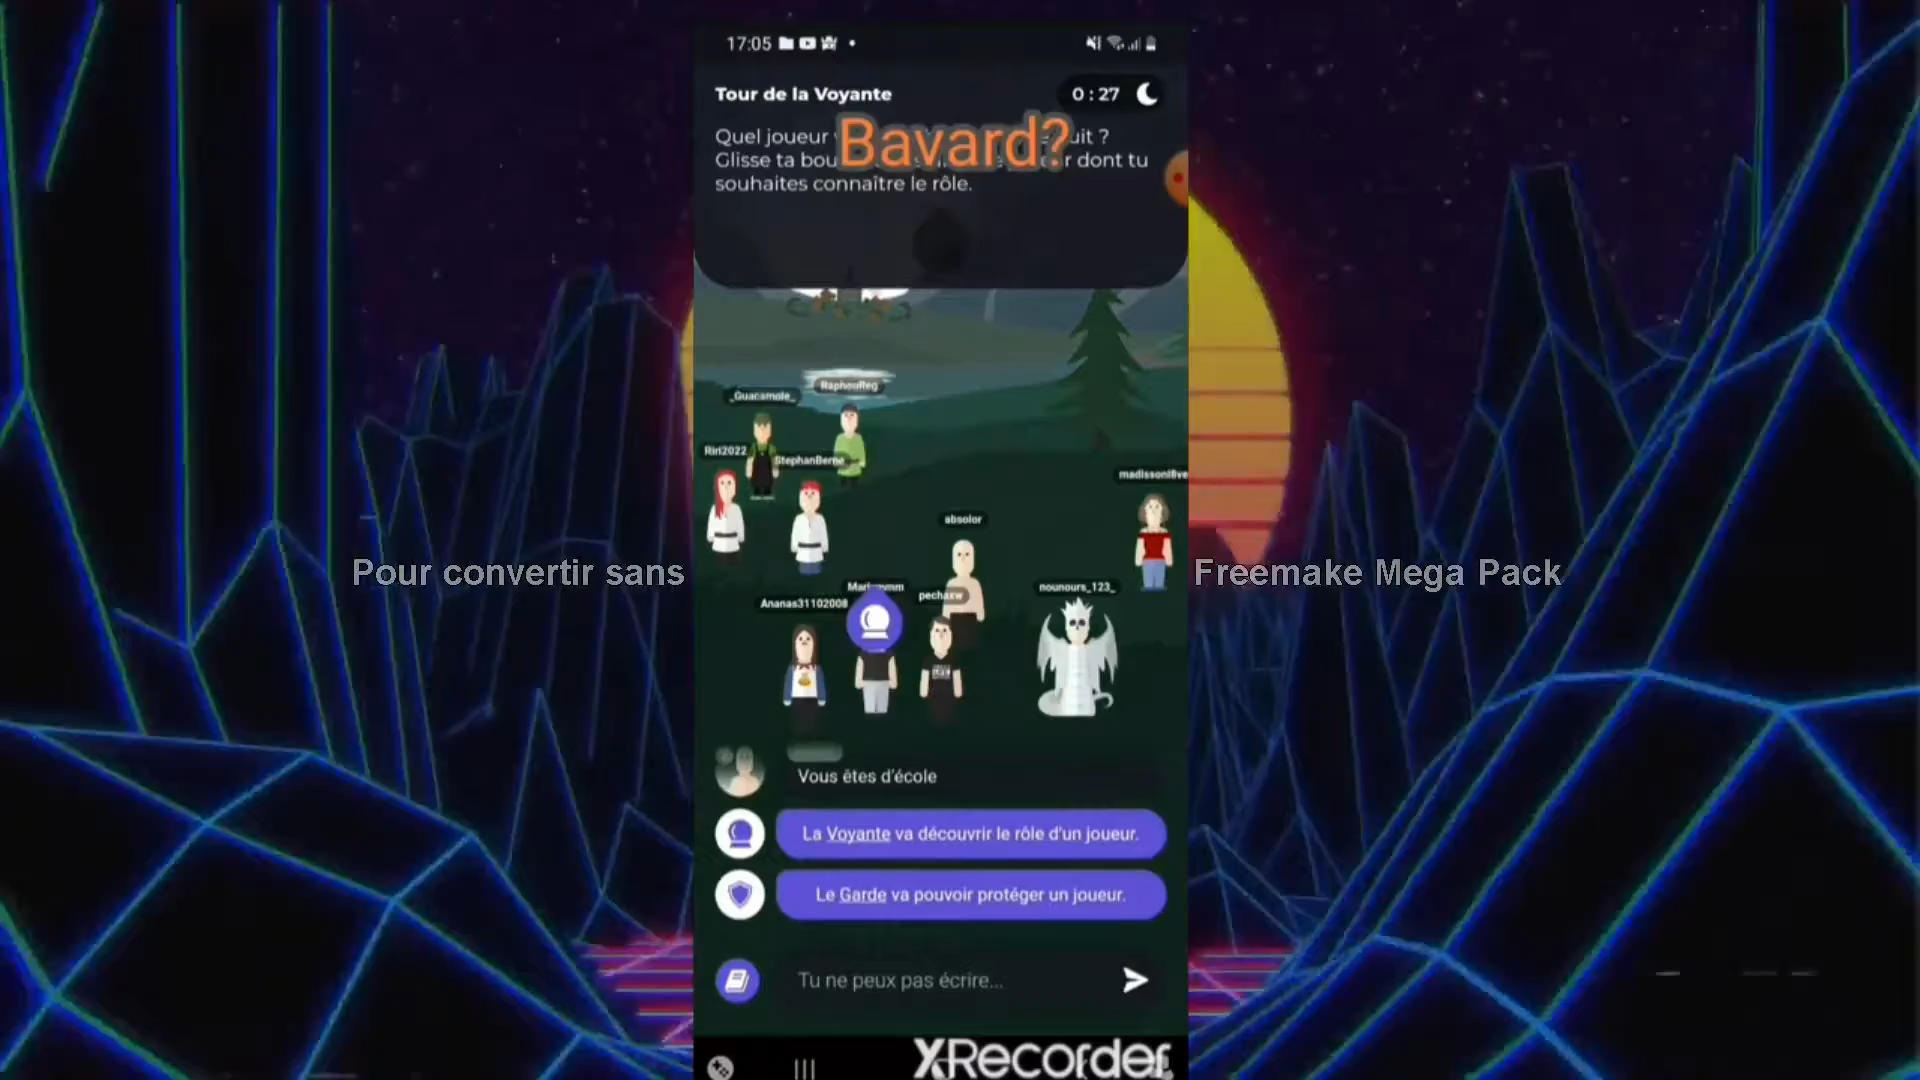 17:05
Tour de la Voyante
0 : 27
Bavard?
Quel joueur uit ?
Glisse ta bou r dont tu
souhaites connaître le rôle.
RaphouReg
_Guacamole_
Riri2022
StephanBerne
madissonl8ve
absolor
nounours_123_
pechaxw
Ananas31102008
Pour convertir sans Freemake Mega Pack
Vous êtes d'école
La Voyante va découvrir le rôle d'un joueur.
Le Garde va pouvoir protéger un joueur.
Tu ne peux pas écrire...
XRecorder